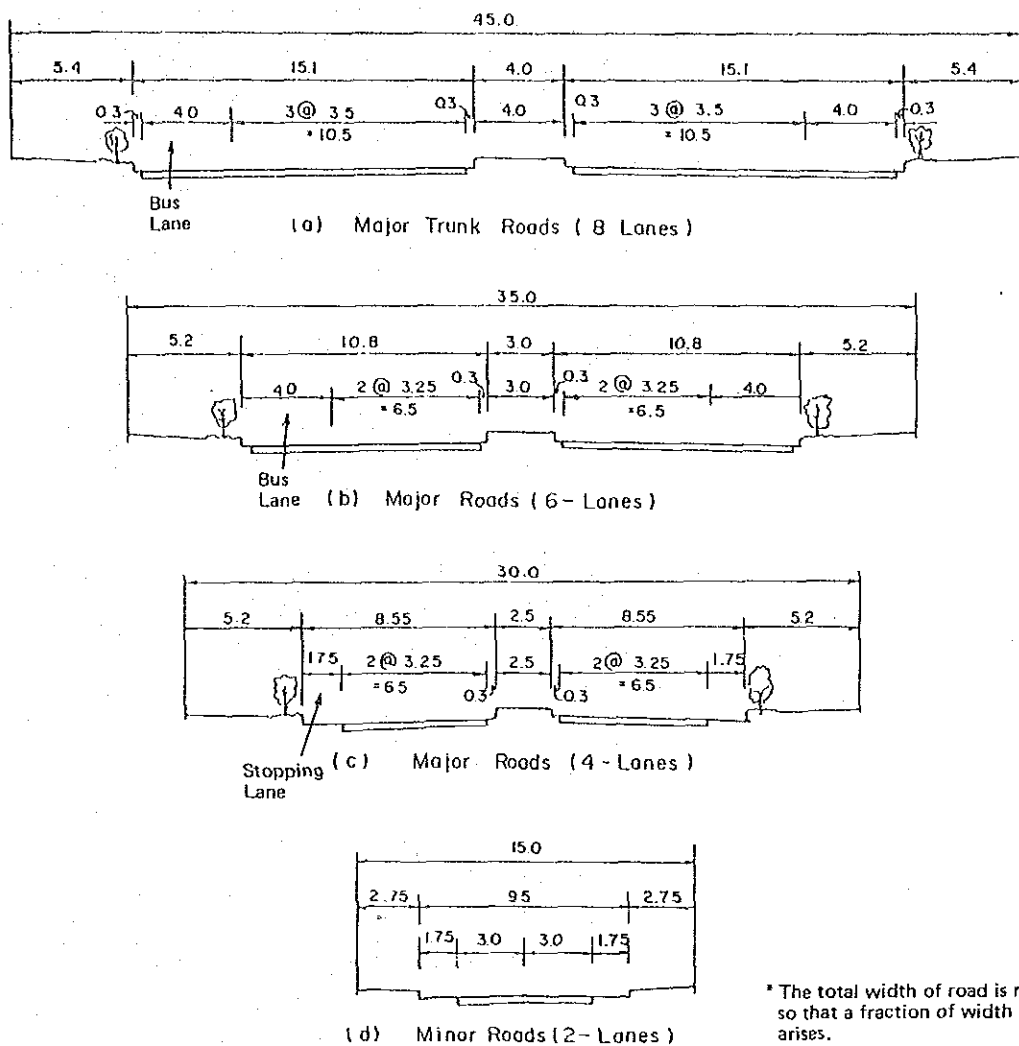 45.0
5.4 15.1 4.0 15.1 5.4
0.3 4.0 3 @ 3.5 0.3 4.0 0.3 3 @ 3.5 4.0 0.3
= 10.5 = 10.5
Bus
Lane
(a) Major Trunk Roads (8 Lanes)
35.0
5.2 10.8 3.0 10.8 5.2
4.0 2 @ 3.25 0.3 3.0 0.3 2 @ 3.25 4.0
= 6.5 = 6.5
Bus
Lane
(b) Major Roads (6-Lanes)
30.0
5.2 8.55 2.5 8.55 5.2
1.75 2 @ 3.25 2.5 2 @ 3.25 1.75
= 6.5 0.3 0.3 = 6.5
Stopping
Lane
(c) Major Roads (4-Lanes)
15.0
2.75 9.5 2.75
1.75 3.0 3.0 1.75
(d) Minor Roads (2-Lanes)
* The total width of road is
so that a fraction of width
arises.